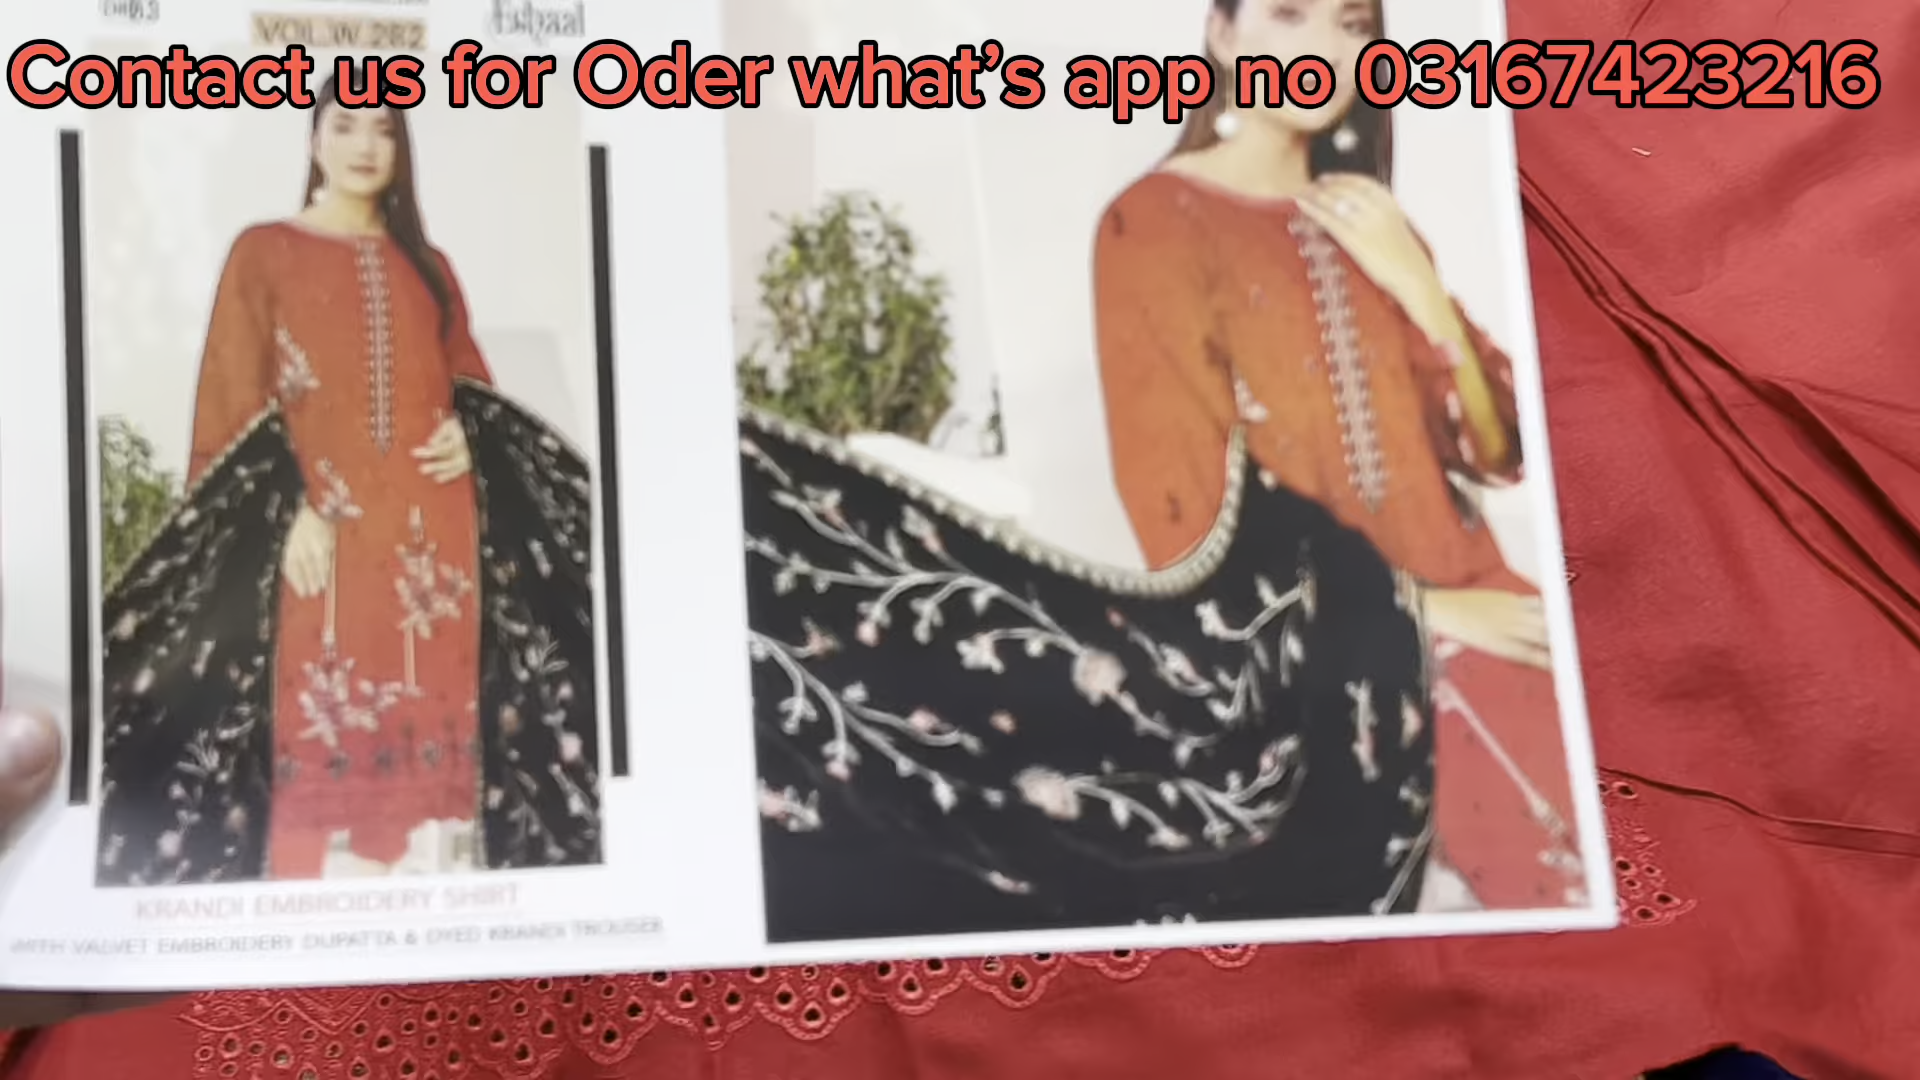 VOL.W.282
Contact us for Oder what’s app no 03167423216
KRANDI EMBROIDERY SHIRT
WITH VALVET EMBROIDERY DUPATTA & DYED KRANDI TROUSER